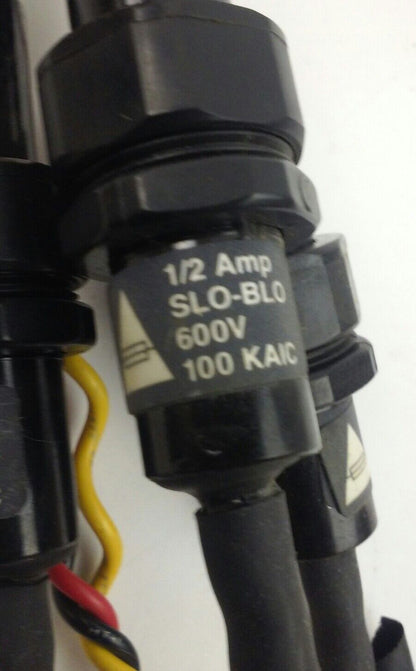 1/2 Amp
SLO-BLO
600V
100 KAIC